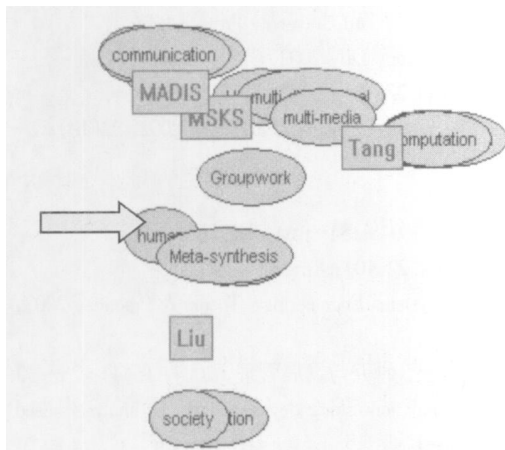 communication
MADIS
MSKS
multi-media
Tang
Groupwork
Meta-synthesis
Liu
society